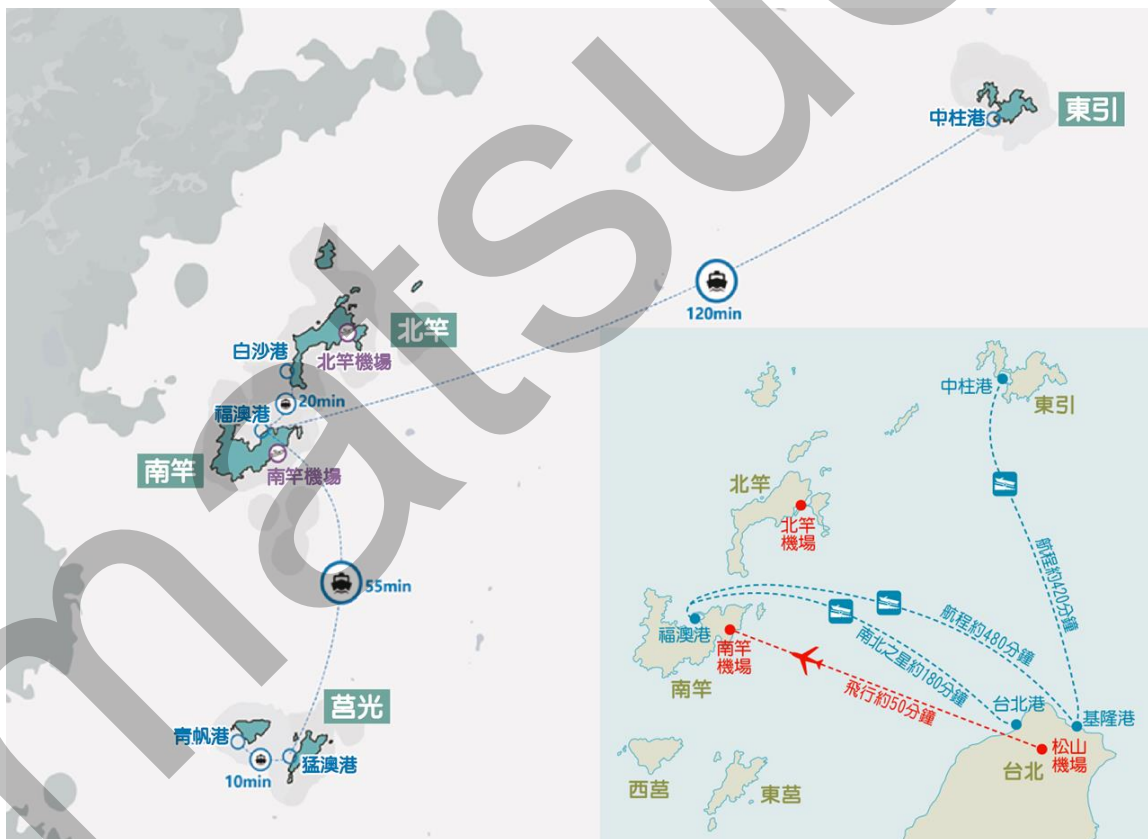 中柱港
東引
120min
北竿
白沙港
北竿機場
20min
福澳港
南竿
南竿機場
55min
莒光
青帆港
猛澳港
10min
中柱港
東引
北竿
北竿
機場
航程約420分鐘
福澳港
南竿
機場
南竿
航程約480分鐘
南北之星約180分鐘
飛行約50分鐘
台北港
基隆港
松山
機場
台北
西莒
東莒
matsu